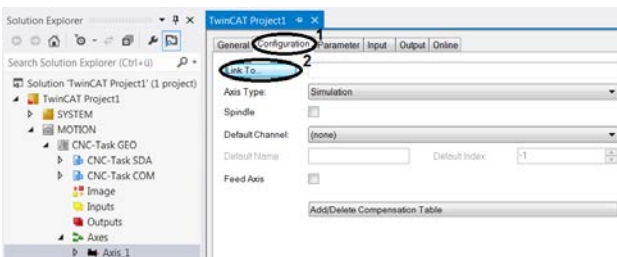 Solution Explorer
Search Solution Explorer (Ctrl+ü)
Solution 'TwinCAT Project1' (1 project)
TwinCAT Project1
SYSTEM
MOTION
CNC-Task GEO
CNC-Task SDA
CNC-Task COM
Image
Inputs
Outputs
Axes
Axis_1
TwinCAT Project1
1
General Configuration Parameter Input Output Online
2
Link To...
Axis Type: Simulation
Spindle
Default Channel: (none)
Default Name Default Index: -1
Feed Axis
Add/Delete Compensation Table